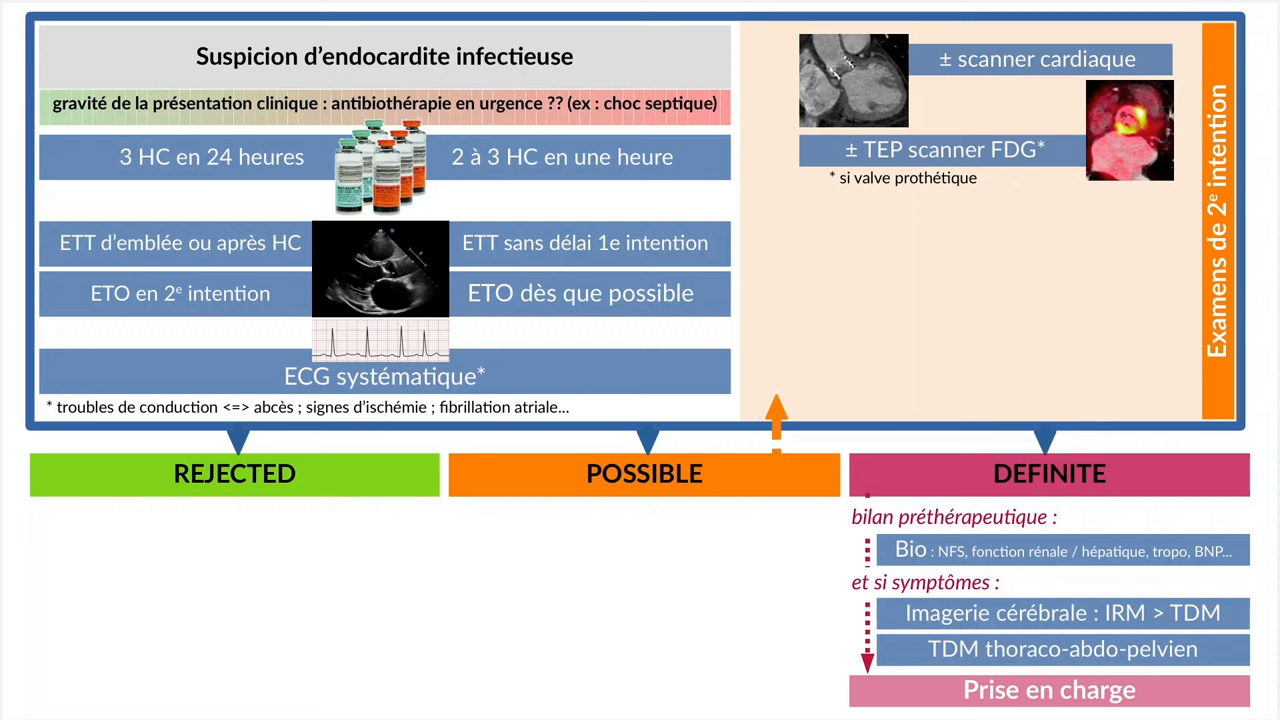 Suspicion d’endocardite infectieuse
gravité de la présentation clinique : antibiothérapie en urgence ?? (ex : choc septique)
3 HC en 24 heures
2 à 3 HC en une heure
ETT d’emblée ou après HC
ETT sans délai 1e intention
ETO en 2e intention
ETO dès que possible
ECG systématique*
* troubles de conduction <=> abcès ; signes d’ischémie ; fibrillation atriale...
± scanner cardiaque
± TEP scanner FDG*
* si valve prothétique
Examens de 2e intention
REJECTED
POSSIBLE
DEFINITE
bilan préthérapeutique :
Bio : NFS, fonction rénale / hépatique, tropo, BNP...
et si symptômes :
Imagerie cérébrale : IRM > TDM
TDM thoraco-abdo-pelvien
Prise en charge